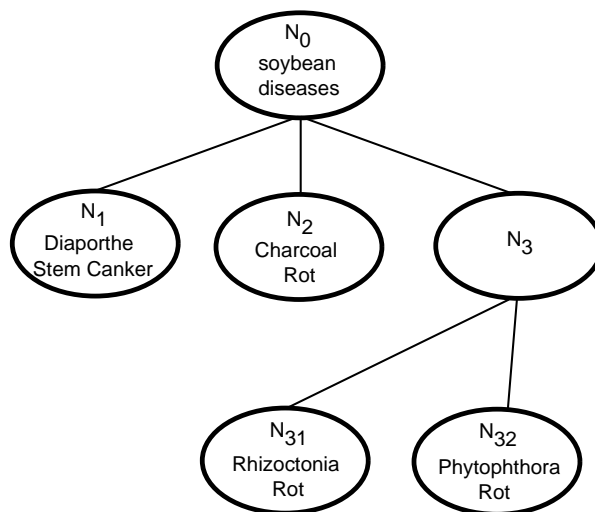 N0
soybean
diseases
N1
Diaporthe
Stem Canker
N2
Charcoal
Rot
N3
N31
Rhizoctonia
Rot
N32
Phytophthora
Rot